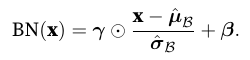 BN(𝐱) = 𝜸 ⊙ (𝐱 − 𝝁̂_ℬ) / 𝝈̂_ℬ + 𝜷.